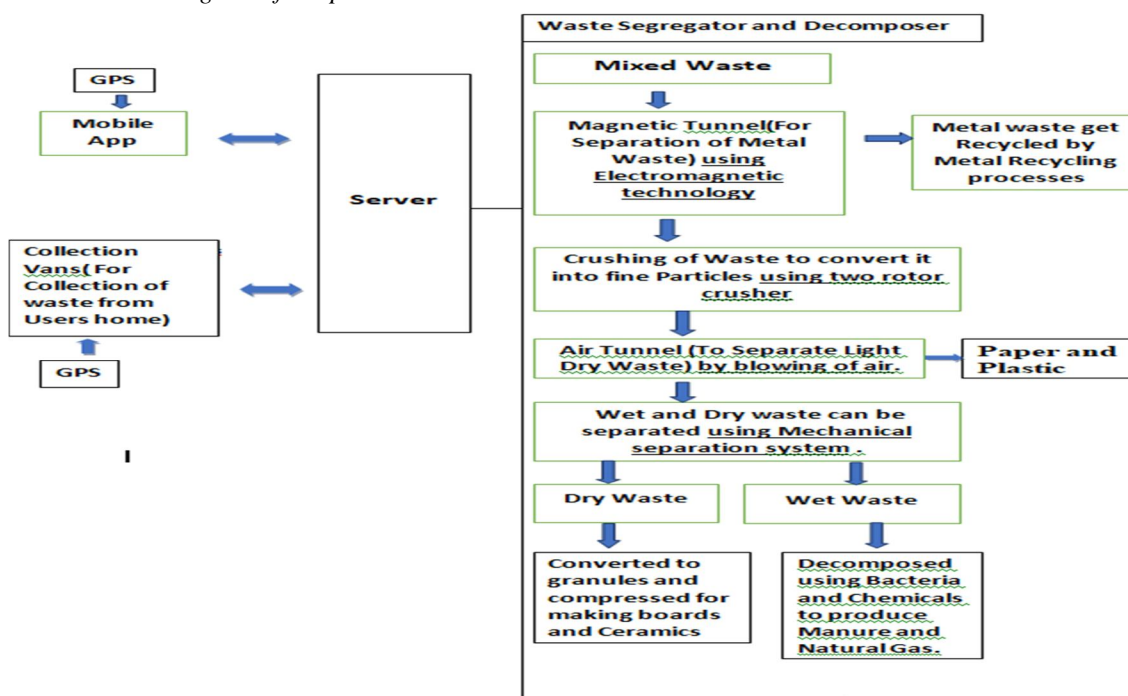 Waste Segregator and Decomposer
GPS
Mobile
App
Collection
Vans( For
Collection of
waste from
Users home)
GPS
Server
Mixed Waste
Magnetic Tunnel(For
Separation of Metal
Waste) using
Electromagnetic
technology
Metal waste get
Recycled by
Metal Recycling
processes
Crushing of Waste to convert it
into fine Particles using two rotor
crusher
Air Tunnel (To Separate Light
Dry Waste) by blowing of air.
Paper and
Plastic
Wet and Dry waste can be
separated using Mechanical
separation system .
Dry Waste
Wet Waste
Converted to
granules and
compressed for
making boards
and Ceramics
Decomposed
using Bacteria
and Chemicals
to produce
Manure and
Natural Gas.
I